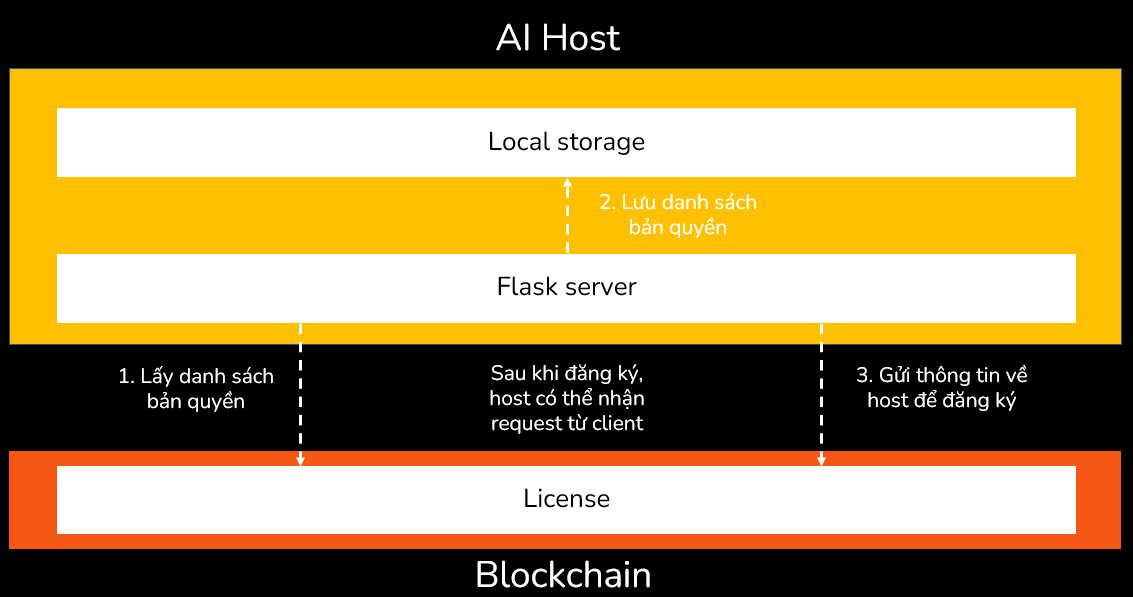 AI Host
Local storage
2. Lưu danh sách
bản quyền
Flask server
1. Lấy danh sách
bản quyền
Sau khi đăng ký,
host có thể nhận
request từ client
3. Gửi thông tin về
host để đăng ký
License
Blockchain